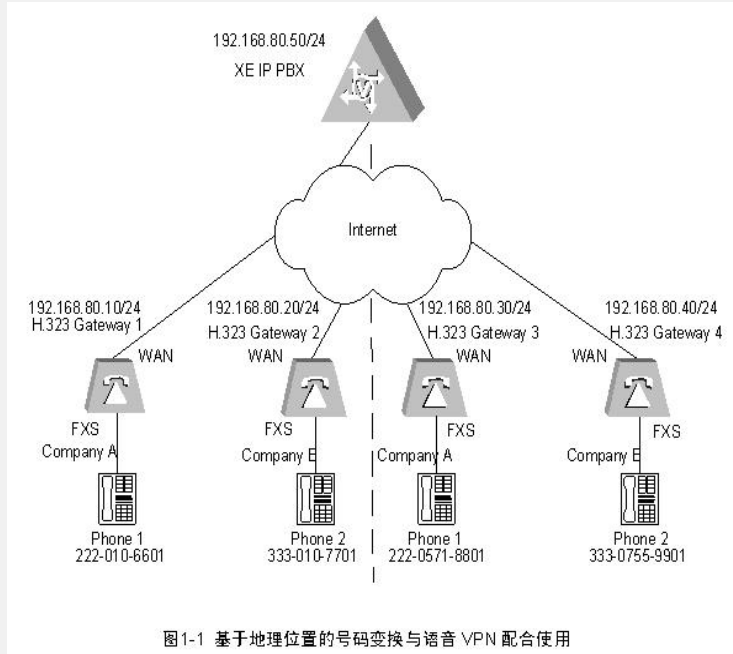 192.168.80.50/24
XE IP PBX
Internet
192.168.80.10/24
H.323 Gateway 1
192.168.80.20/24
H.323 Gateway 2
192.168.80.30/24
H.323 Gateway 3
192.168.80.40/24
H.323 Gateway 4
WAN
WAN
WAN
WAN
FXS
FXS
FXS
FXS
Company A
Company E
Company A
Company E
Phone 1
222-010-6601
Phone 2
333-010-7701
Phone 1
222-0571-8801
Phone 2
333-0755-9901
图1-1 基于地理位置的号码变换与语音 VPN 配合使用